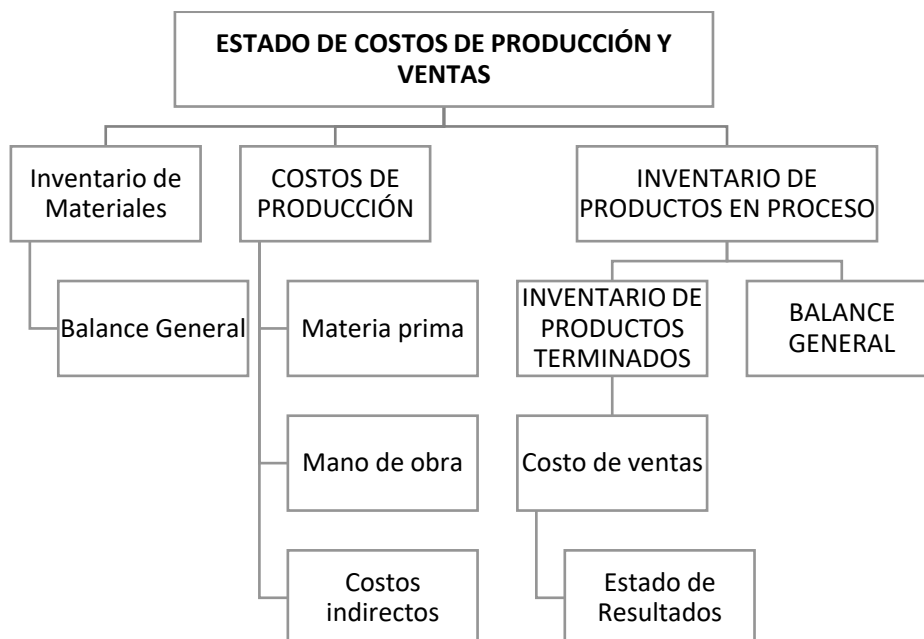 ESTADO DE COSTOS DE PRODUCCIÓN Y
VENTAS
Inventario de
Materiales
COSTOS DE
PRODUCCIÓN
INVENTARIO DE
PRODUCTOS EN PROCESO
Balance General
Materia prima
INVENTARIO DE
PRODUCTOS
TERMINADOS
BALANCE
GENERAL
Mano de obra
Costo de ventas
Costos
indirectos
Estado de
Resultados